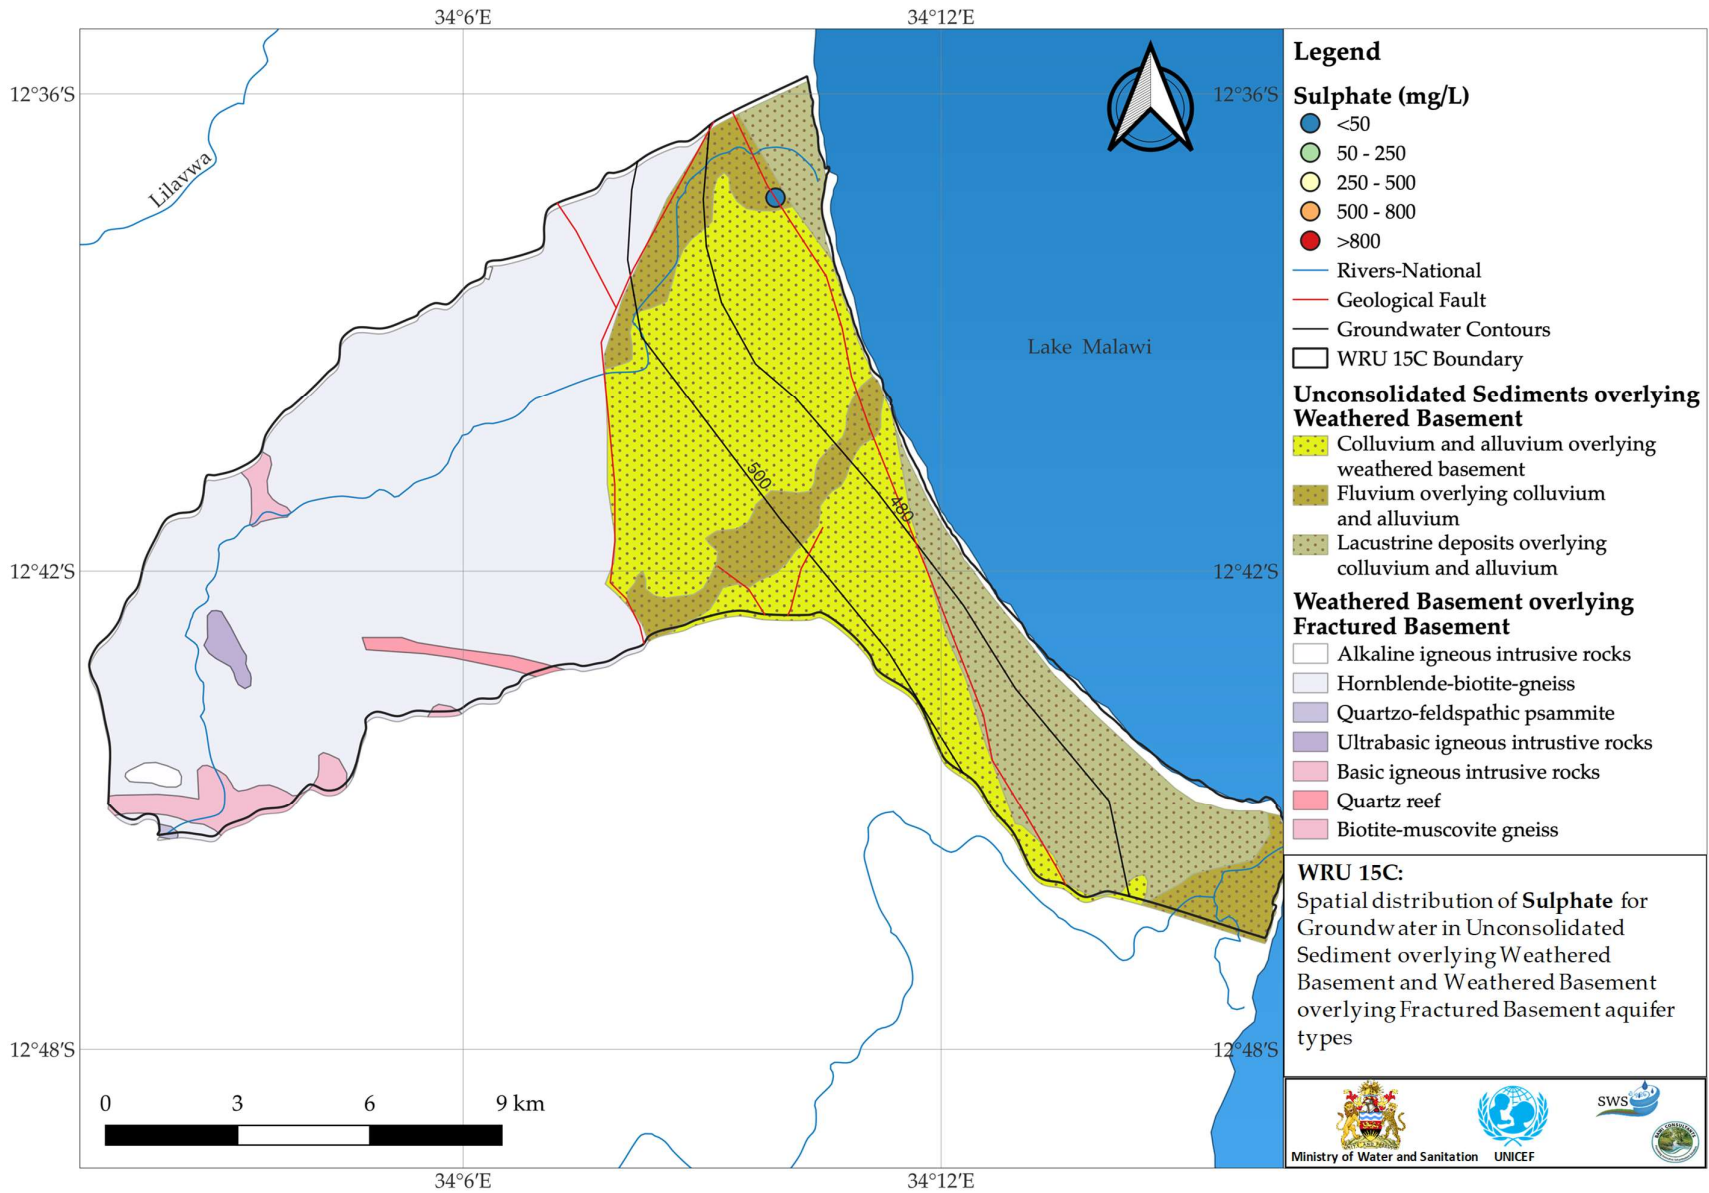 34°6′E
34°12′E
12°36′S
12°36′S
Lilavwa
Lake Malawi
500
480
12°42′S
12°42′S
12°48′S
12°48′S
0 3 6 9 km
34°6′E
34°12′E
Legend
Sulphate (mg/L)
<50
50 - 250
250 - 500
500 - 800
>800
Rivers-National
Geological Fault
Groundwater Contours
WRU 15C Boundary
Unconsolidated Sediments overlying
Weathered Basement
Colluvium and alluvium overlying
weathered basement
Fluvium overlying colluvium
and alluvium
Lacustrine deposits overlying
colluvium and alluvium
Weathered Basement overlying
Fractured Basement
Alkaline igneous intrusive rocks
Hornblende-biotite-gneiss
Quartzo-feldspathic psammite
Ultrabasic igneous intrustive rocks
Basic igneous intrusive rocks
Quartz reef
Biotite-muscovite gneiss
WRU 15C:
Spatial distribution of Sulphate for
Groundwater in Unconsolidated
Sediment overlying Weathered
Basement and Weathered Basement
overlying Fractured Basement aquifer
types
Ministry of Water and Sanitation
UNICEF
SWS